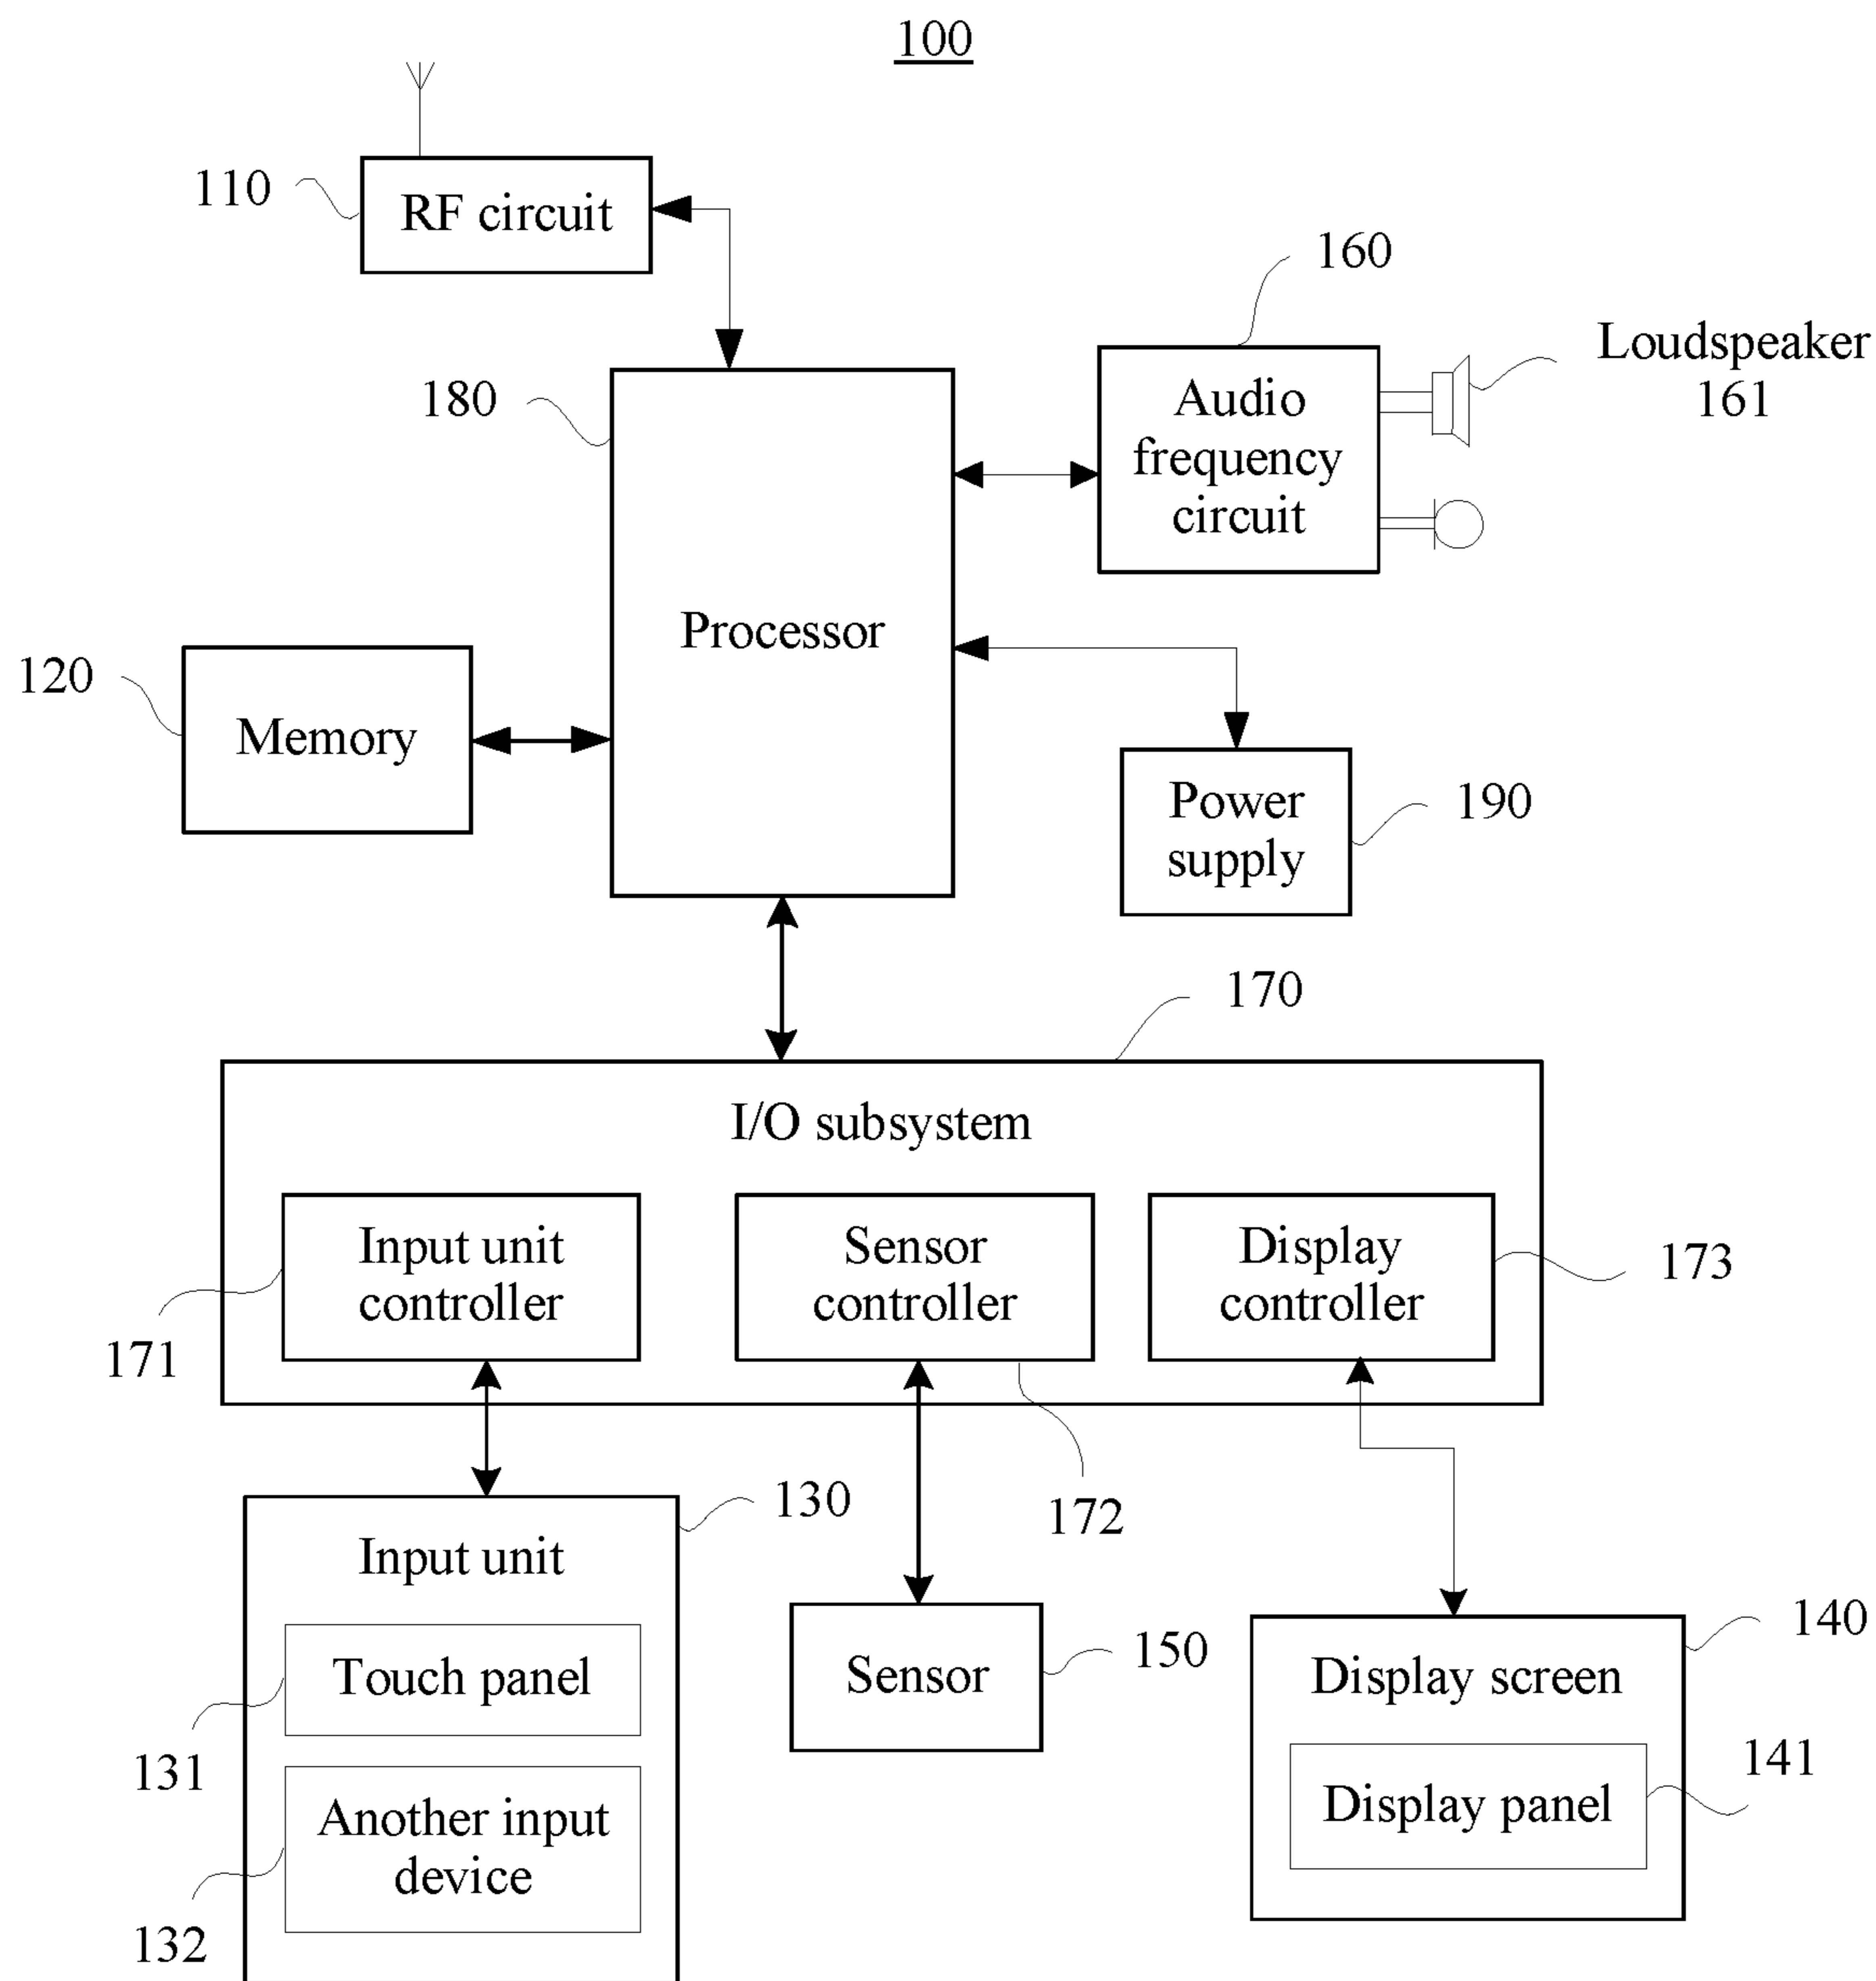 100
110
RF circuit
160
Loudspeaker
161
180
Audio
frequency
circuit
Processor
120
Memory
Power
supply
190
170
I/O subsystem
Input unit
controller
Sensor
controller
Display
controller
173
171
130
172
Input unit
140
Touch panel
Sensor
150
Display screen
131
141
Another input
device
Display panel
132